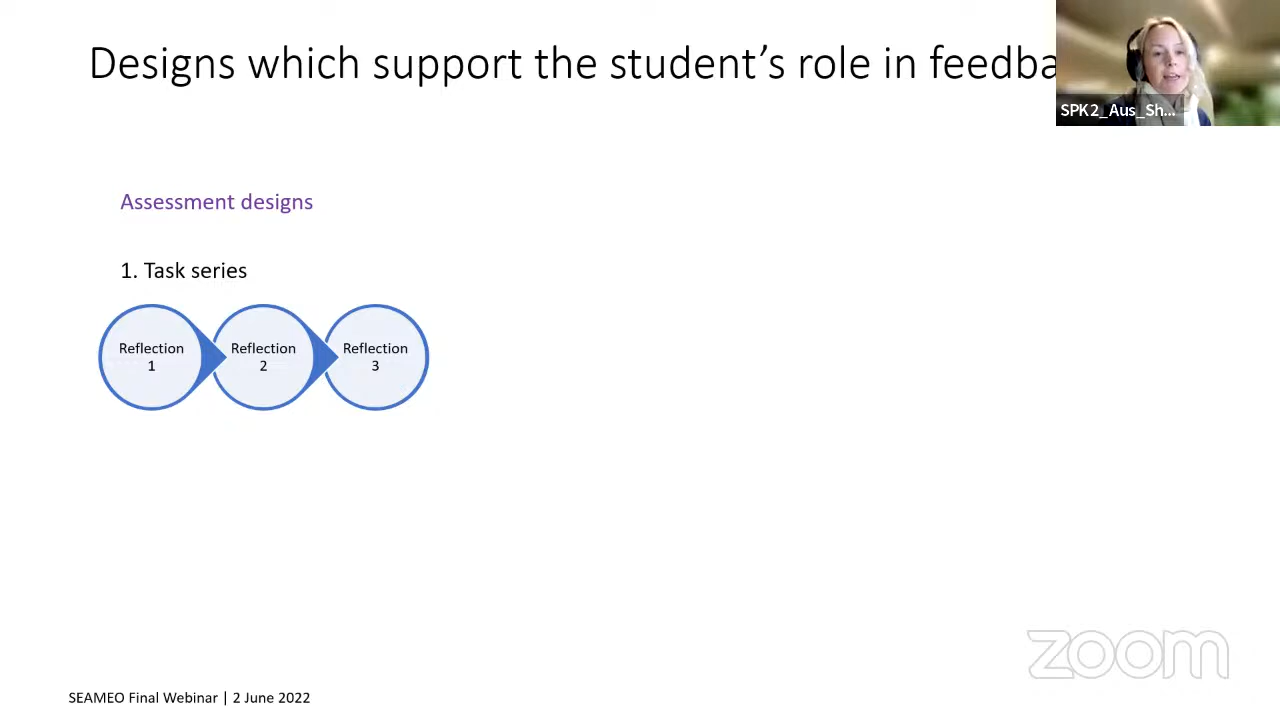 Designs which support the student's role in feedba
SPK2_Aus_Sh...
Assessment designs
1. Task series
Reflection
1
Reflection
2
Reflection
3
zoom
SEAMEO Final Webinar | 2 June 2022